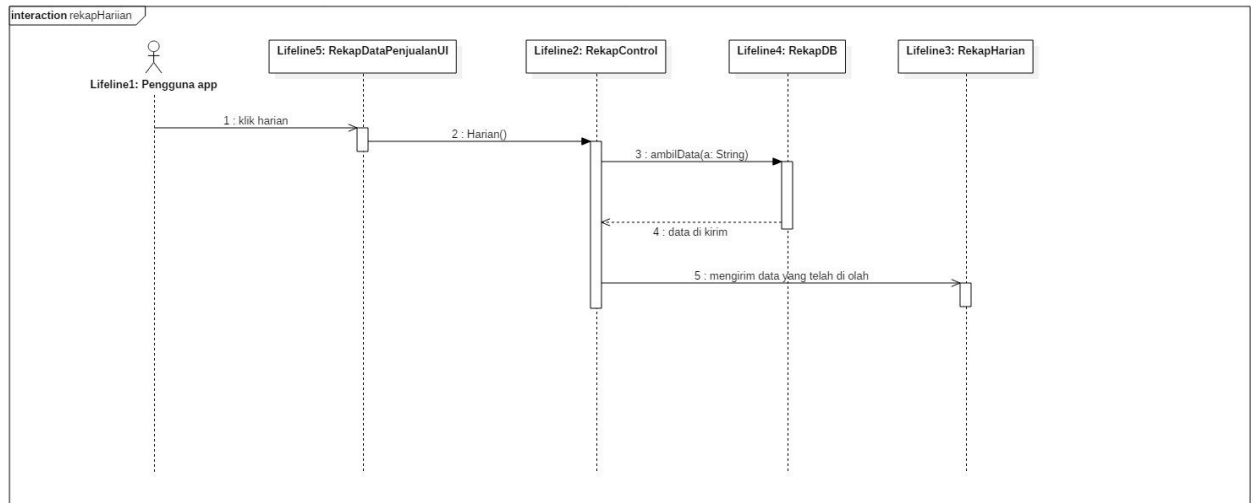 interaction rekapHariian
Lifeline5: RekapDataPenjualanUI
Lifeline2: RekapControl
Lifeline4: RekapDB
Lifeline3: RekapHarian
Lifeline1: Pengguna app
1 : klik harian
2 : Harian()
3 : ambilData(a: String)
4 : data di kirim
5 : mengirim data yang telah di olah